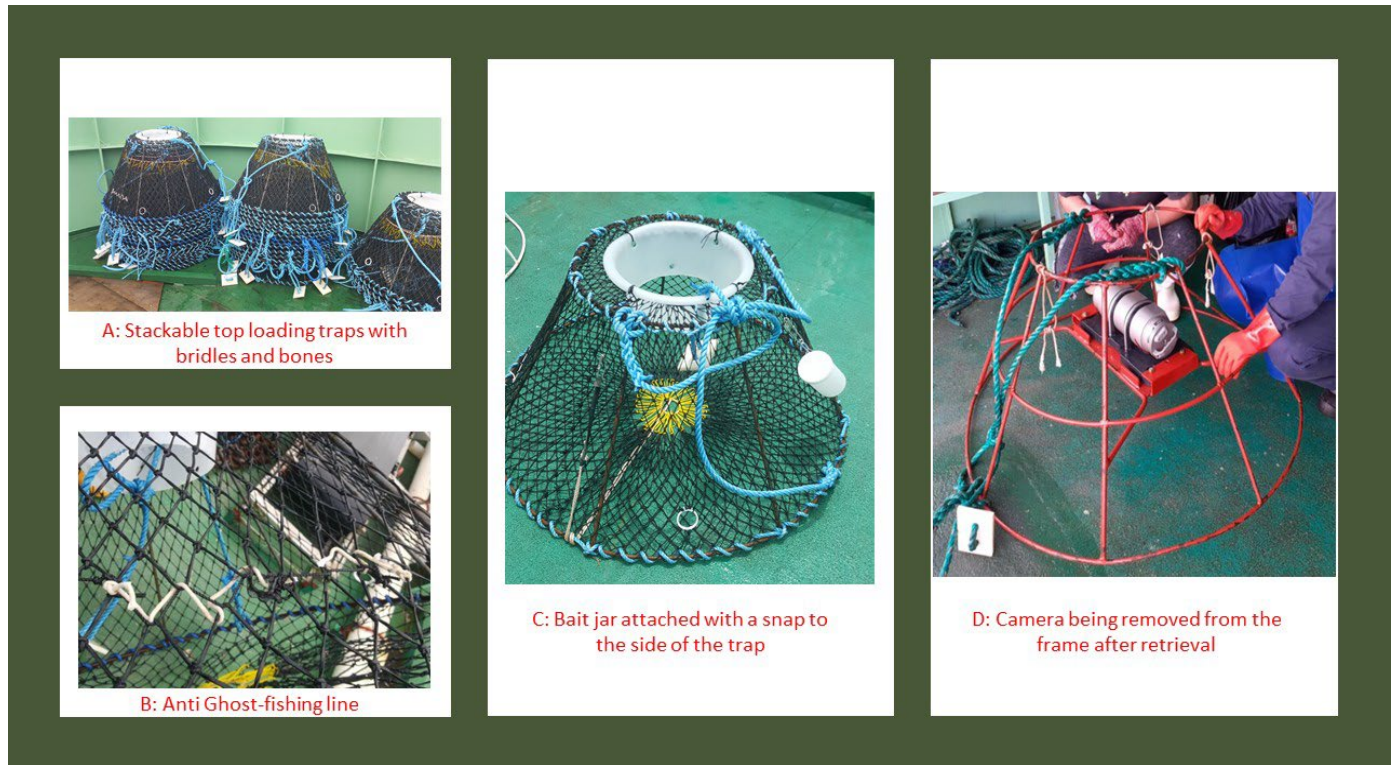 A: Stackable top loading traps with
bridles and bones
B: Anti Ghost-fishing line
C: Bait jar attached with a snap to
the side of the trap
D: Camera being removed from the
frame after retrieval